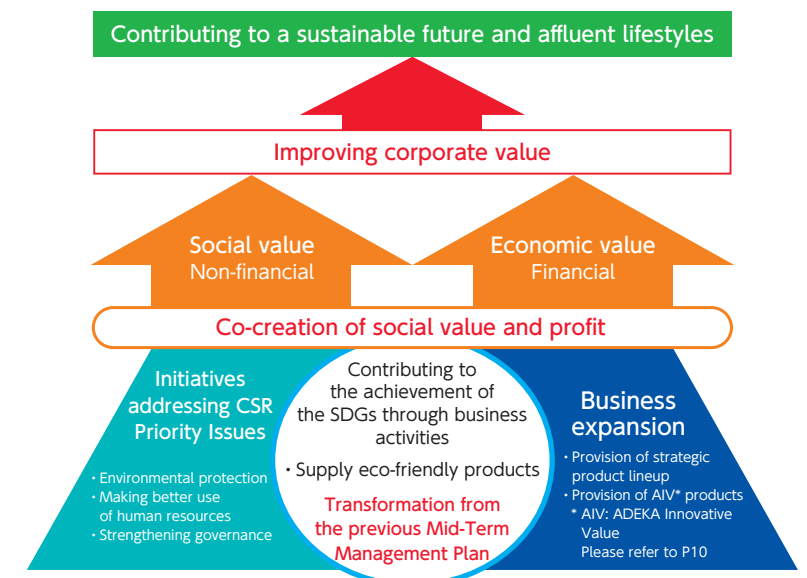 Contributing to a sustainable future and affluent lifestyles
Improving corporate value
Social value
Non-financial
Economic value
Financial
Co-creation of social value and profit
Initiatives
addressing CSR
Priority Issues
・Environmental protection
・Making better use
of human resources
・Strengthening governance
Contributing to
the achievement of
the SDGs through business
activities
・Supply eco-friendly products
Transformation from
the previous Mid-Term
Management Plan
Business
expansion
・Provision of strategic
product lineup
・Provision of AIV* products
* AIV: ADEKA Innovative
Value
Please refer to P10